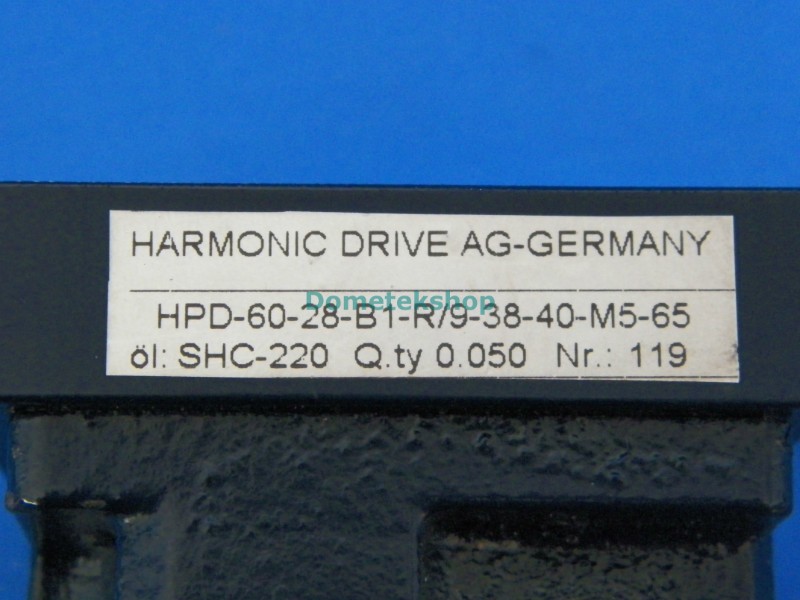 HARMONIC DRIVE AG-GERMANY
Dometekshop
HPD-60-28-B1-R/9-38-40-M5-65
öl: SHC-220 Q.ty 0.050 Nr.: 119